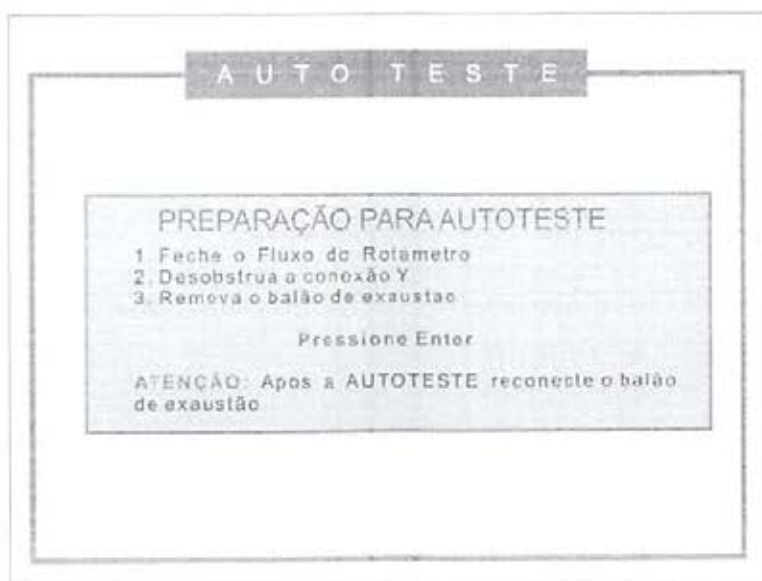 AUTO TESTE
PREPARAÇÃO PARA AUTOTESTE
1. Feche o Fluxo do Rotametro
2. Desobstrua a conexão Y
3. Remova o balão de exaustao
Pressione Enter
ATENÇÃO: Apos a AUTOTESTE reconecte o balão
de exaustão